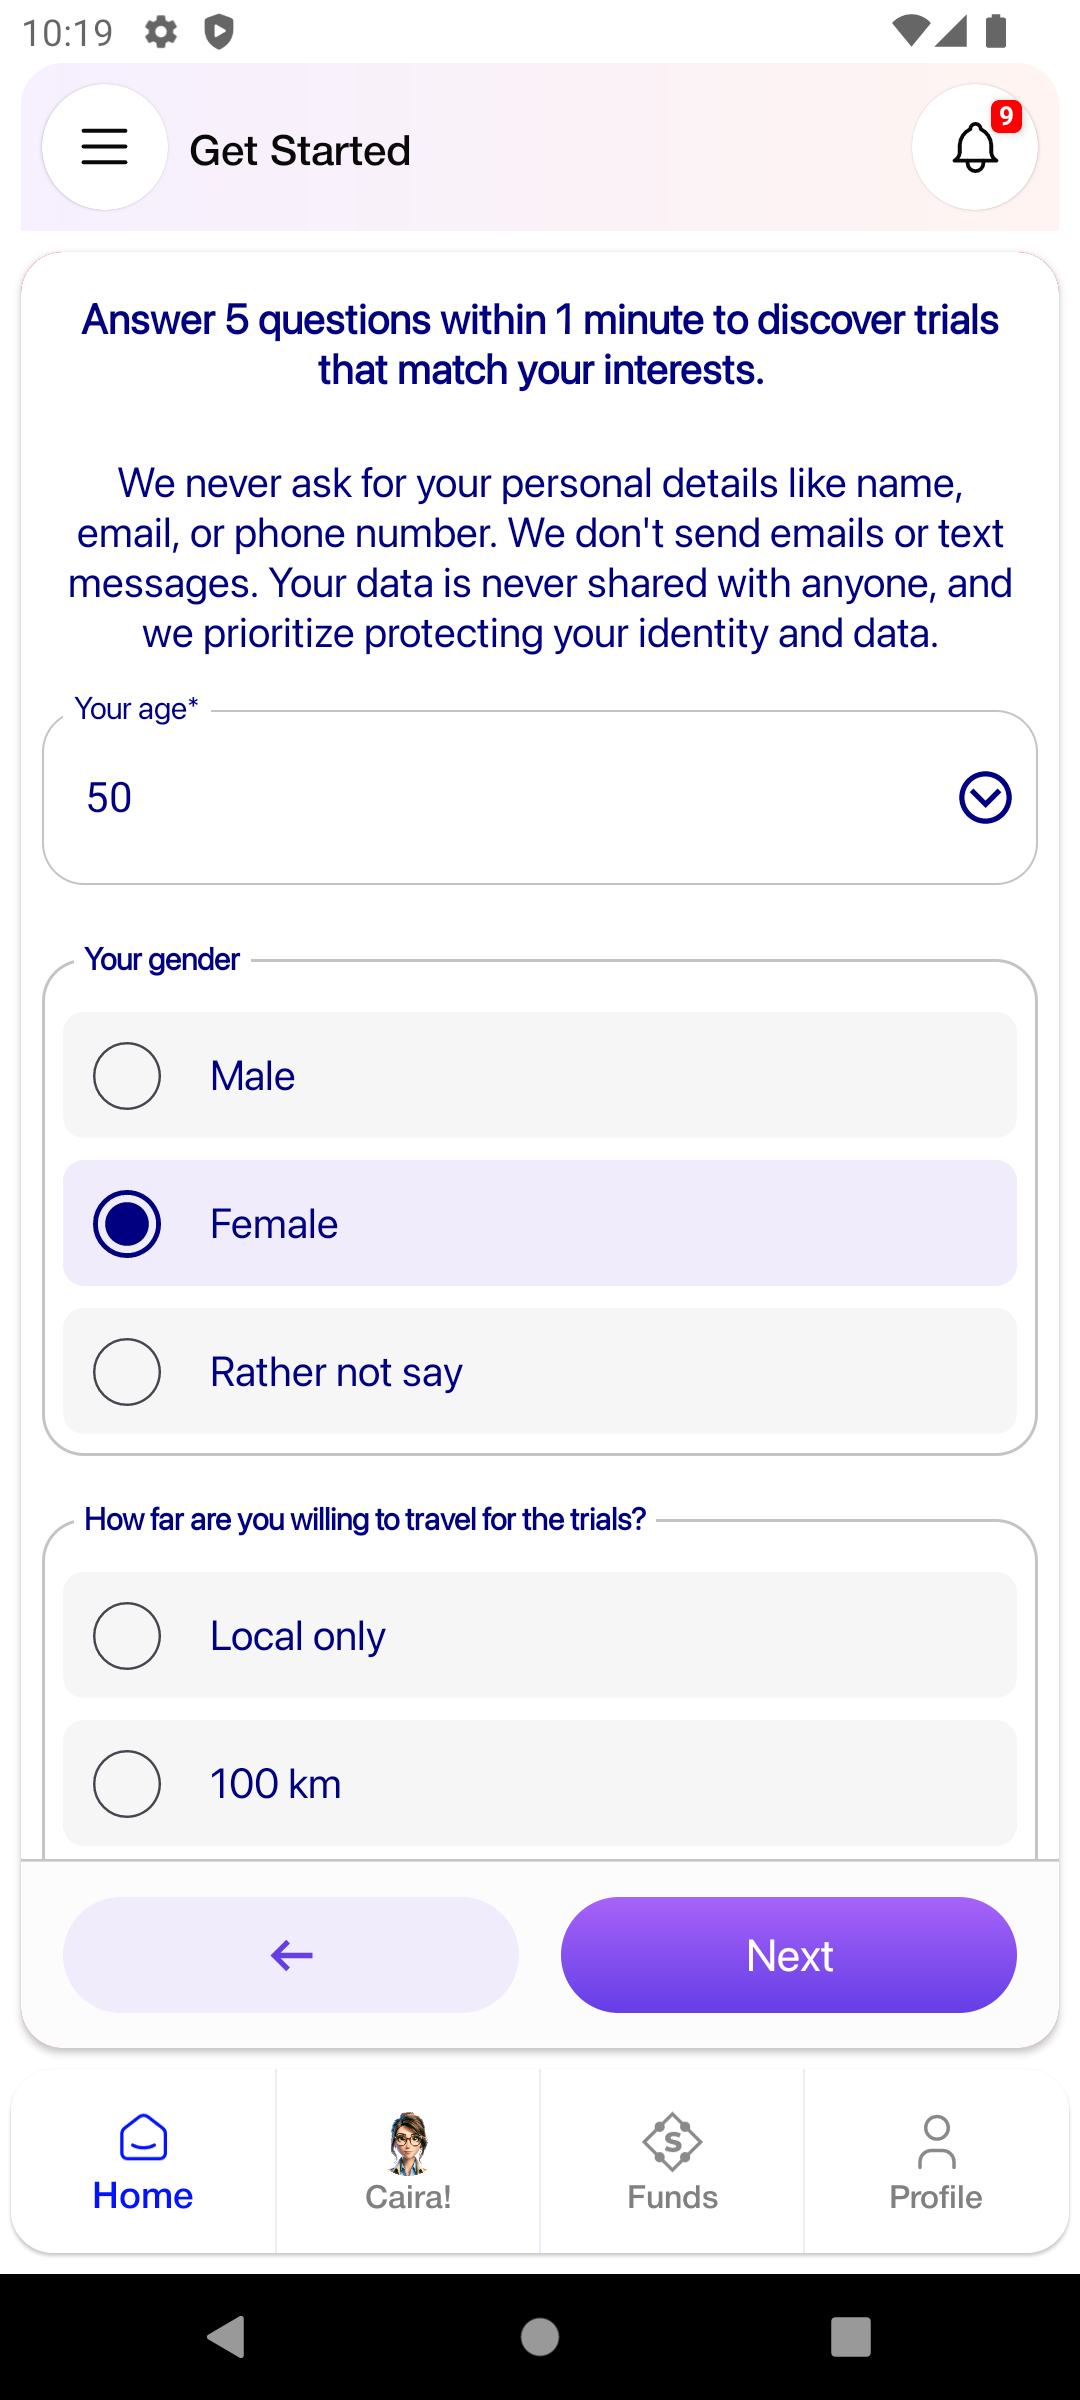 10:19
Get Started
9
Answer 5 questions within 1 minute to discover trials
that match your interests.
We never ask for your personal details like name,
email, or phone number. We don't send emails or text
messages. Your data is never shared with anyone, and
we prioritize protecting your identity and data.
Your age*
50
Your gender
Male
Female
Rather not say
How far are you willing to travel for the trials?
Local only
100 km
Next
Home
Caira!
Funds
Profile